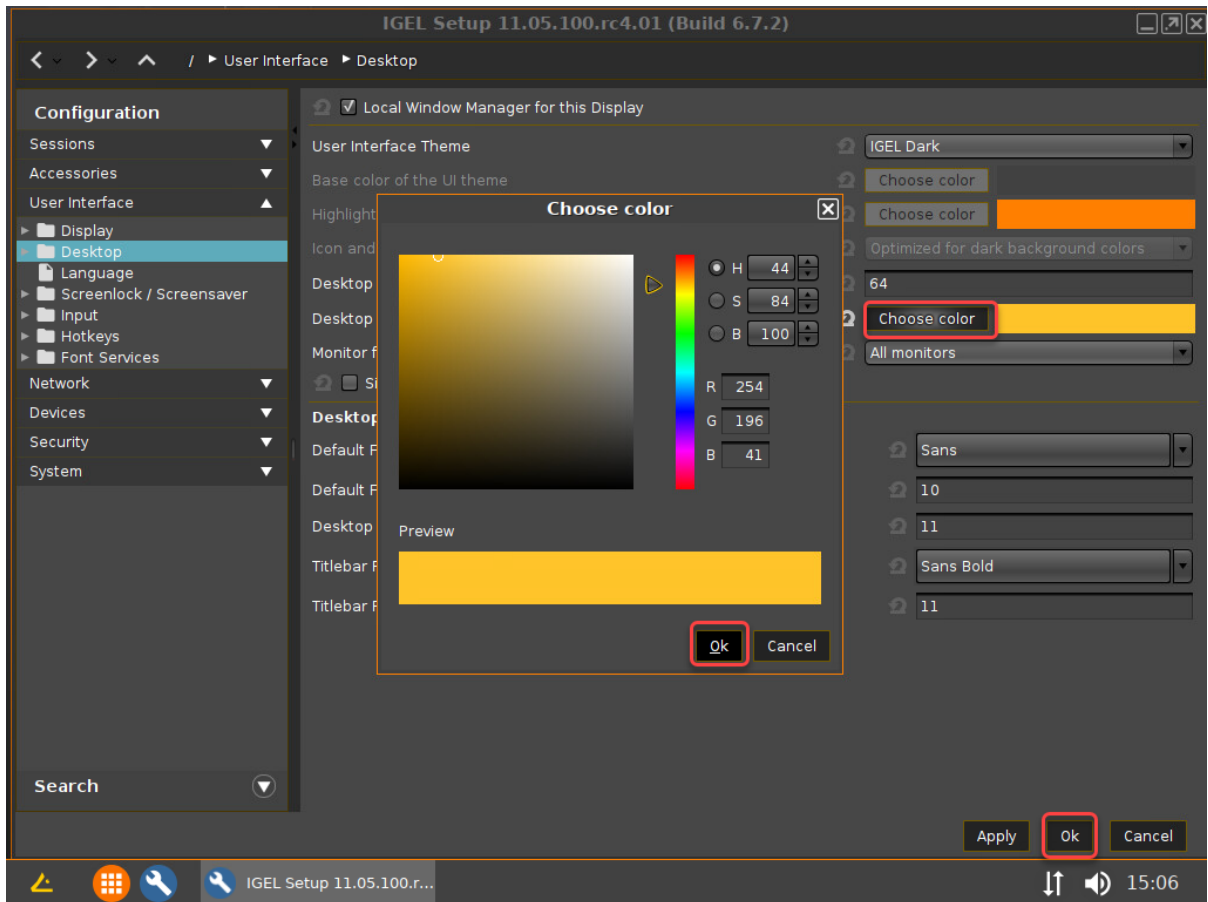 IGEL Setup 11.05.100.rc4.01 (Build 6.7.2)
/ User Interface Desktop
Configuration
Sessions
Accessories
User Interface
Display
Desktop
Language
Screenlock / Screensaver
Input
Hotkeys
Font Services
Network
Devices
Security
System
Search
Local Window Manager for this Display
User Interface Theme IGEL Dark
Base color of the UI theme Choose color
Highlight Choose color
Icon and Optimized for dark background colors
Desktop 64
Desktop Choose color
Monitor f All monitors
Si
Desktop
Default F Sans
Default F 10
Desktop 11
Titlebar F Sans Bold
Titlebar F 11
Choose color
H 44
S 84
B 100
R 254
G 196
B 41
Preview
Ok Cancel
Apply Ok Cancel
IGEL Setup 11.05.100.r... 15:06